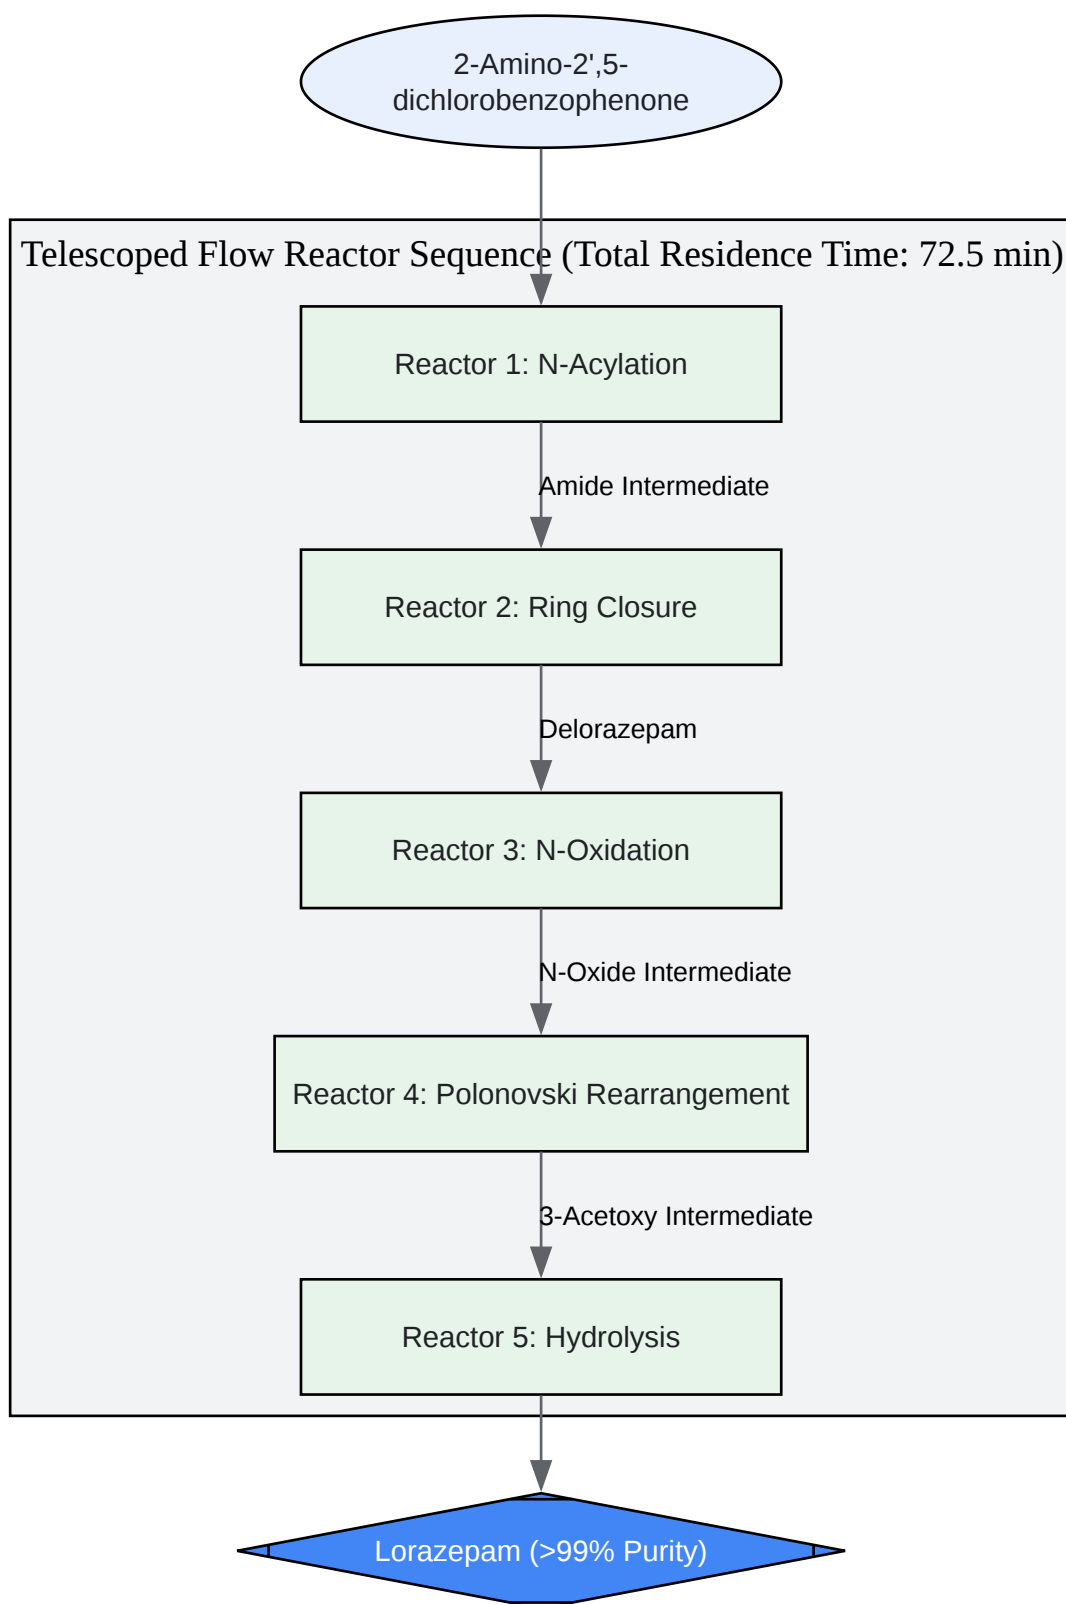 2-Amino-2',5-
dichlorobenzophenone
Telescoped Flow Reactor Sequence (Total Residence Time: 72.5 min)
Reactor 1: N-Acylation
Amide Intermediate
Reactor 2: Ring Closure
Delorazepam
Reactor 3: N-Oxidation
N-Oxide Intermediate
Reactor 4: Polonovski Rearrangement
3-Acetoxy Intermediate
Reactor 5: Hydrolysis
Lorazepam (>99% Purity)